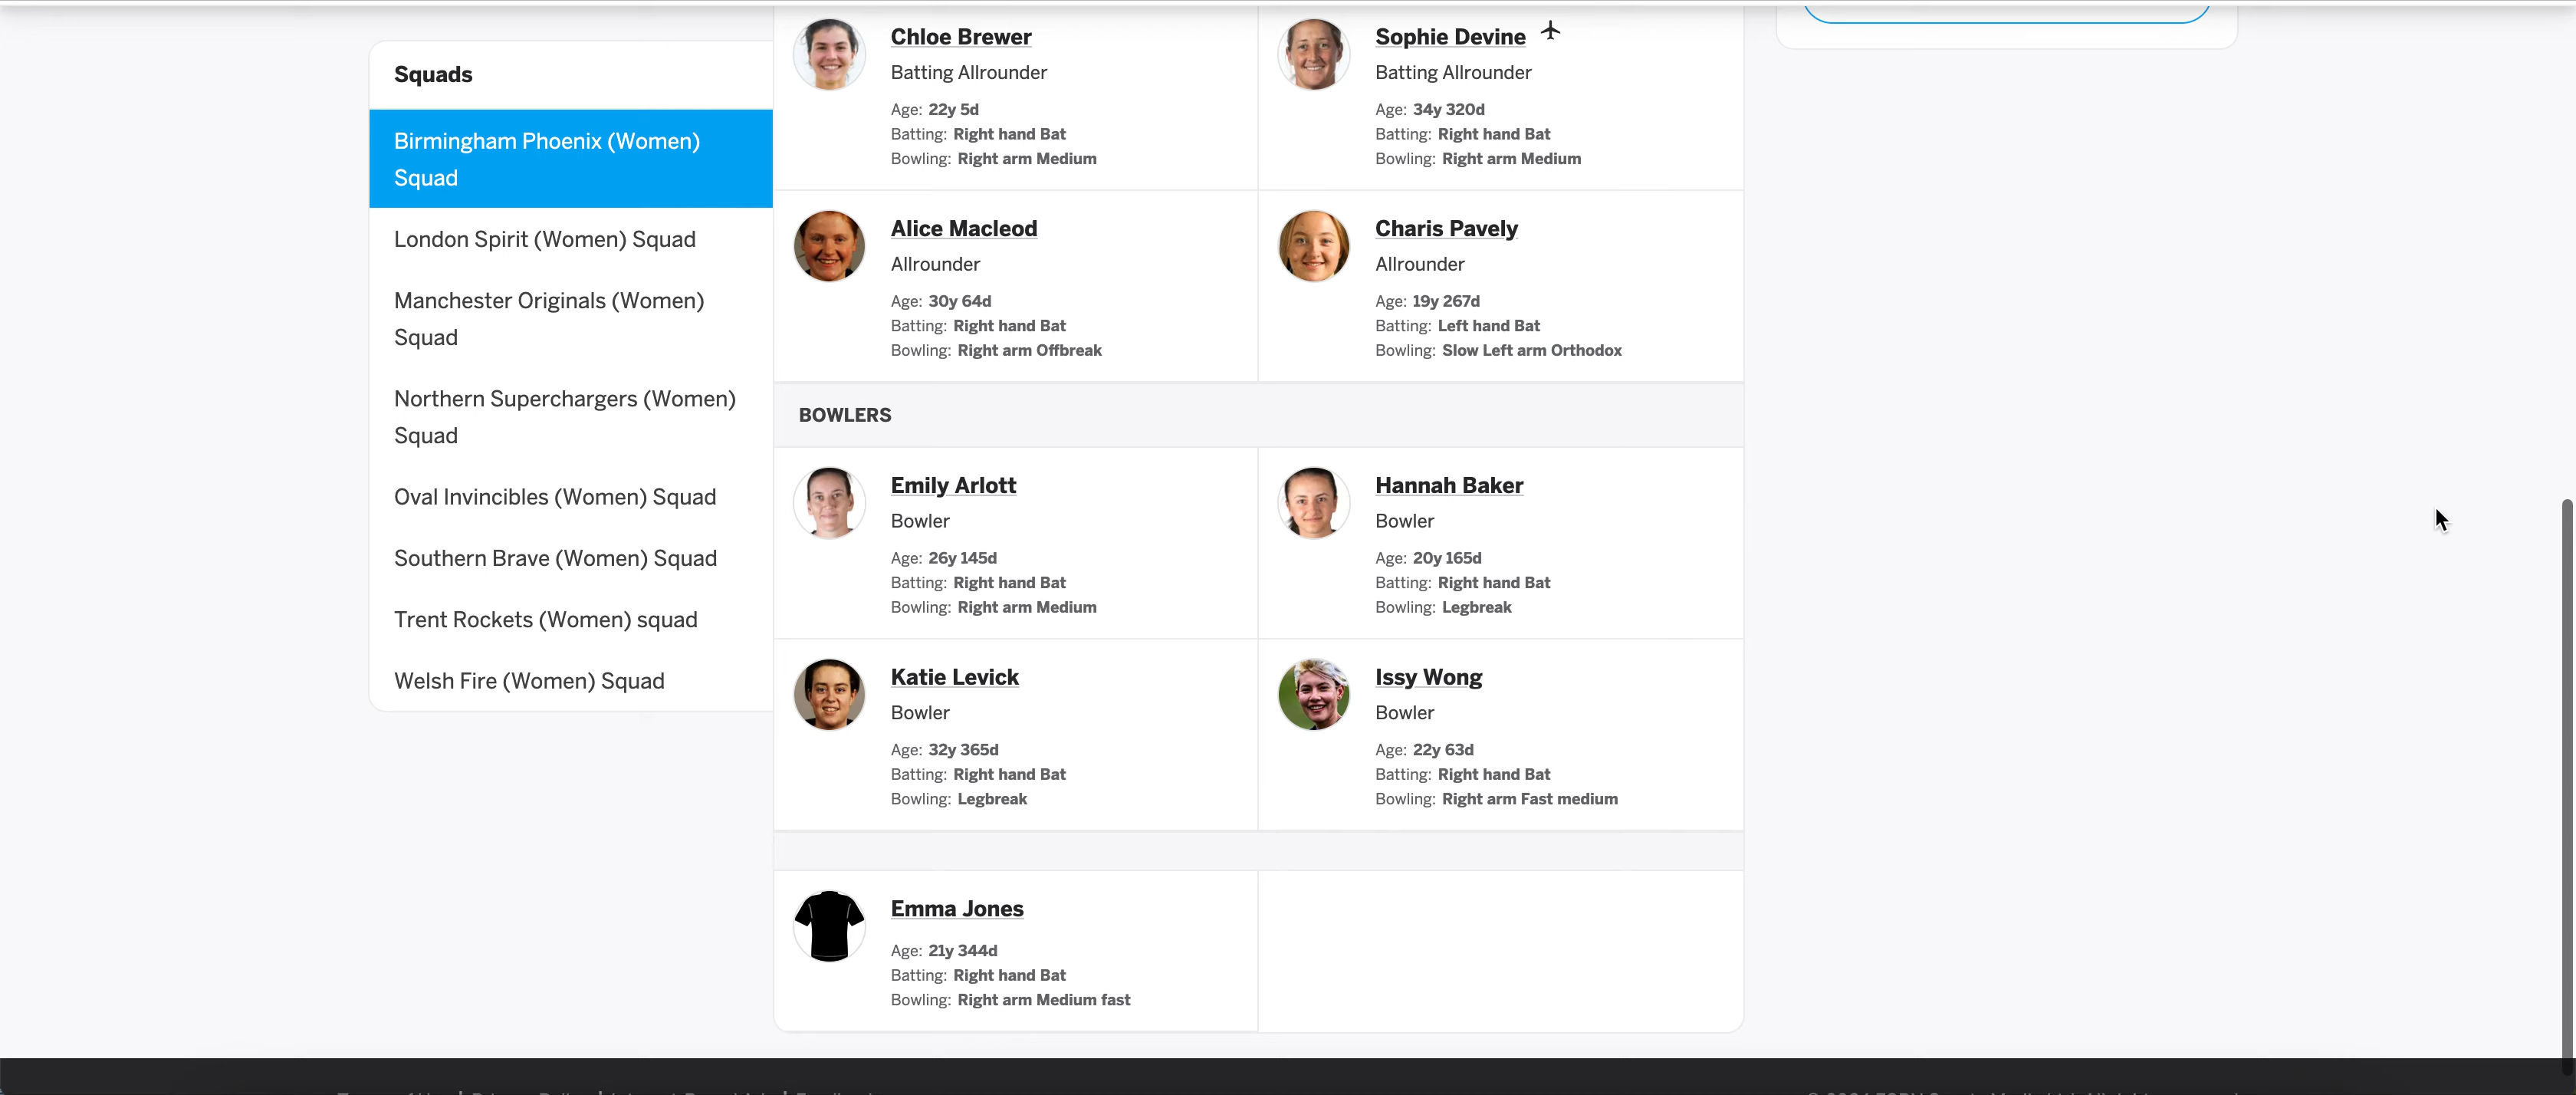 Squads
Birmingham Phoenix (Women)
Squad
London Spirit (Women) Squad
Manchester Originals (Women)
Squad
Northern Superchargers (Women)
Squad
Oval Invincibles (Women) Squad
Southern Brave (Women) Squad
Trent Rockets (Women) squad
Welsh Fire (Women) Squad
Chloe Brewer
Batting Allrounder
Age: 22y 5d
Batting: Right hand Bat
Bowling: Right arm Medium
Sophie Devine
Batting Allrounder
Age: 34y 320d
Batting: Right hand Bat
Bowling: Right arm Medium
Alice Macleod
Allrounder
Age: 30y 64d
Batting: Right hand Bat
Bowling: Right arm Offbreak
Charis Pavely
Allrounder
Age: 19y 267d
Batting: Left hand Bat
Bowling: Slow Left arm Orthodox
BOWLERS
Emily Arlott
Bowler
Age: 26y 145d
Batting: Right hand Bat
Bowling: Right arm Medium
Hannah Baker
Bowler
Age: 20y 165d
Batting: Right hand Bat
Bowling: Legbreak
Katie Levick
Bowler
Age: 32y 365d
Batting: Right hand Bat
Bowling: Legbreak
Issy Wong
Bowler
Age: 22y 63d
Batting: Right hand Bat
Bowling: Right arm Fast medium
Emma Jones
Age: 21y 344d
Batting: Right hand Bat
Bowling: Right arm Medium fast